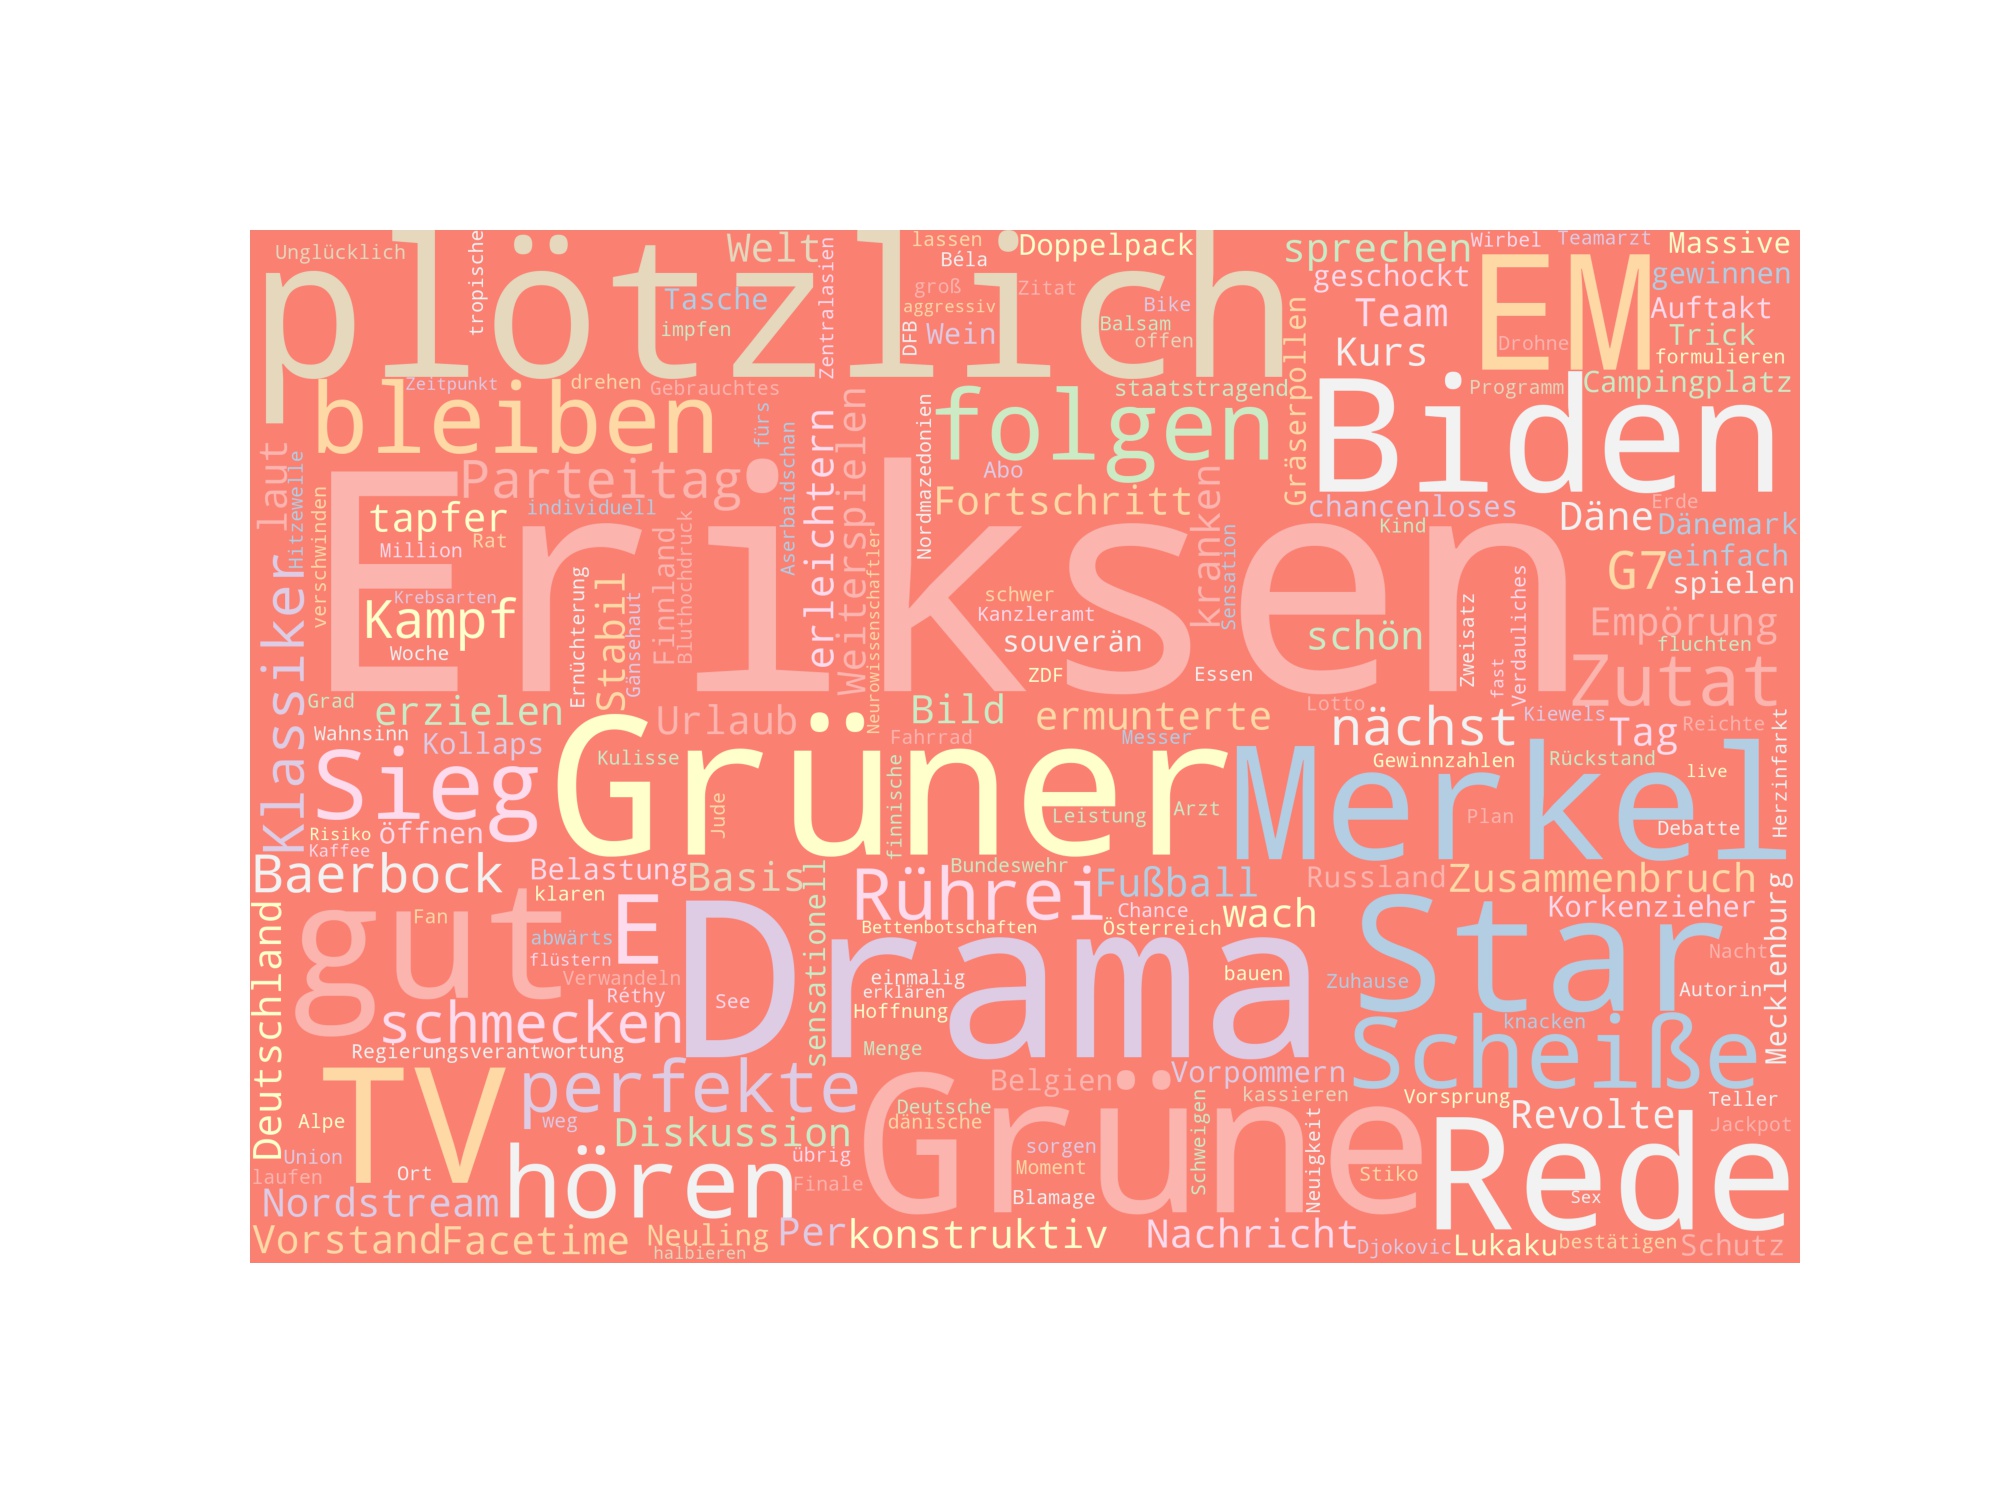 plötzlich
Unglücklich
tropische
Welt
Zentralasien
lassen
Béla
Doppelpack
sprechen
Wirbel
Teamarzt
Massive
geschockt
EM
gewinnen
Tasche
groß
Zitat
aggressiv
Bike
Team
Auftakt
impfen
DFB
Wein
Balsam
offen
Gräserpollen
Kurs
Drohne
Trick
formulieren
Zeitpunkt
drehen
Gebrauchtes
staatstragend
Biden
Programm
Campingplatz
bleiben
fürs
Aserbaidschan
erleichtern
Weiterspielen
Nordmazedonien
folgen
laut
Hitzewelle
Parteitag
Abo
verschwinden
individuell
Fortschritt
kranken
chancenloses
Erde
tapfer
Kind
Däne
Dänemark
Million
Rat
Eriksen
Finnland
Bluthochdruck
Neurowissenschaftler
Sensation
G7
einfach
spielen
Klassiker
Krebsarten
Ernüchterung
Stabil
Gänsehaut
schwer
Kanzleramt
Zweisatz
Verdauliches
Kampf
souverän
schön
Empörung
fluchten
Woche
ZDF
Essen
fast
Zutat
Grad
erzielen
Urlaub
Bild
ermunterte
Lotto
nächst
Kiewels
Tag
Reichte
Wahnsinn
Kollaps
Fahrrad
Messer
Herzinfarkt
Sieg
Kulisse
Grüner
finnische
Merkel
Gewinnzahlen
Rückstand
live
Jude
Leistung
Arzt
Plan
Debatte
Risiko
öffnen
Kaffee
Baerbock
Belastung
Basis
Rührei
Bundeswehr
Fußball
Russland
Zusammenbruch
klaren
sensationell
Deutschland
gut
Fan
E
Chance
wach
Star
Korkenzieher
Mecklenburg
abwärts
flüstern
Bettenbotschaften
Österreich
Nacht
Verwandeln
Drama
einmalig
bauen
Zuhause
Réthy
See
erklären
Autorin
schmecken
Hoffnung
knacken
Regierungsverantwortung
Menge
Scheiße
TV
perfekte
Belgien
Vorpommern
Grüne
kassieren
Vorsprung
Teller
Alpe
weg
Deutsche
dänische
Schweigen
Neuigkeit
Revolte
Jackpot
Diskussion
Rede
Union
hören
übrig
sorgen
laufen
Ort
Moment
Stiko
Nordstream
Finale
Blamage
Sex
Vorstand
Facetime
Neuling
halbieren
Per
konstruktiv
Nachricht
Djokovic
Lukaku
bestätigen
Schutz